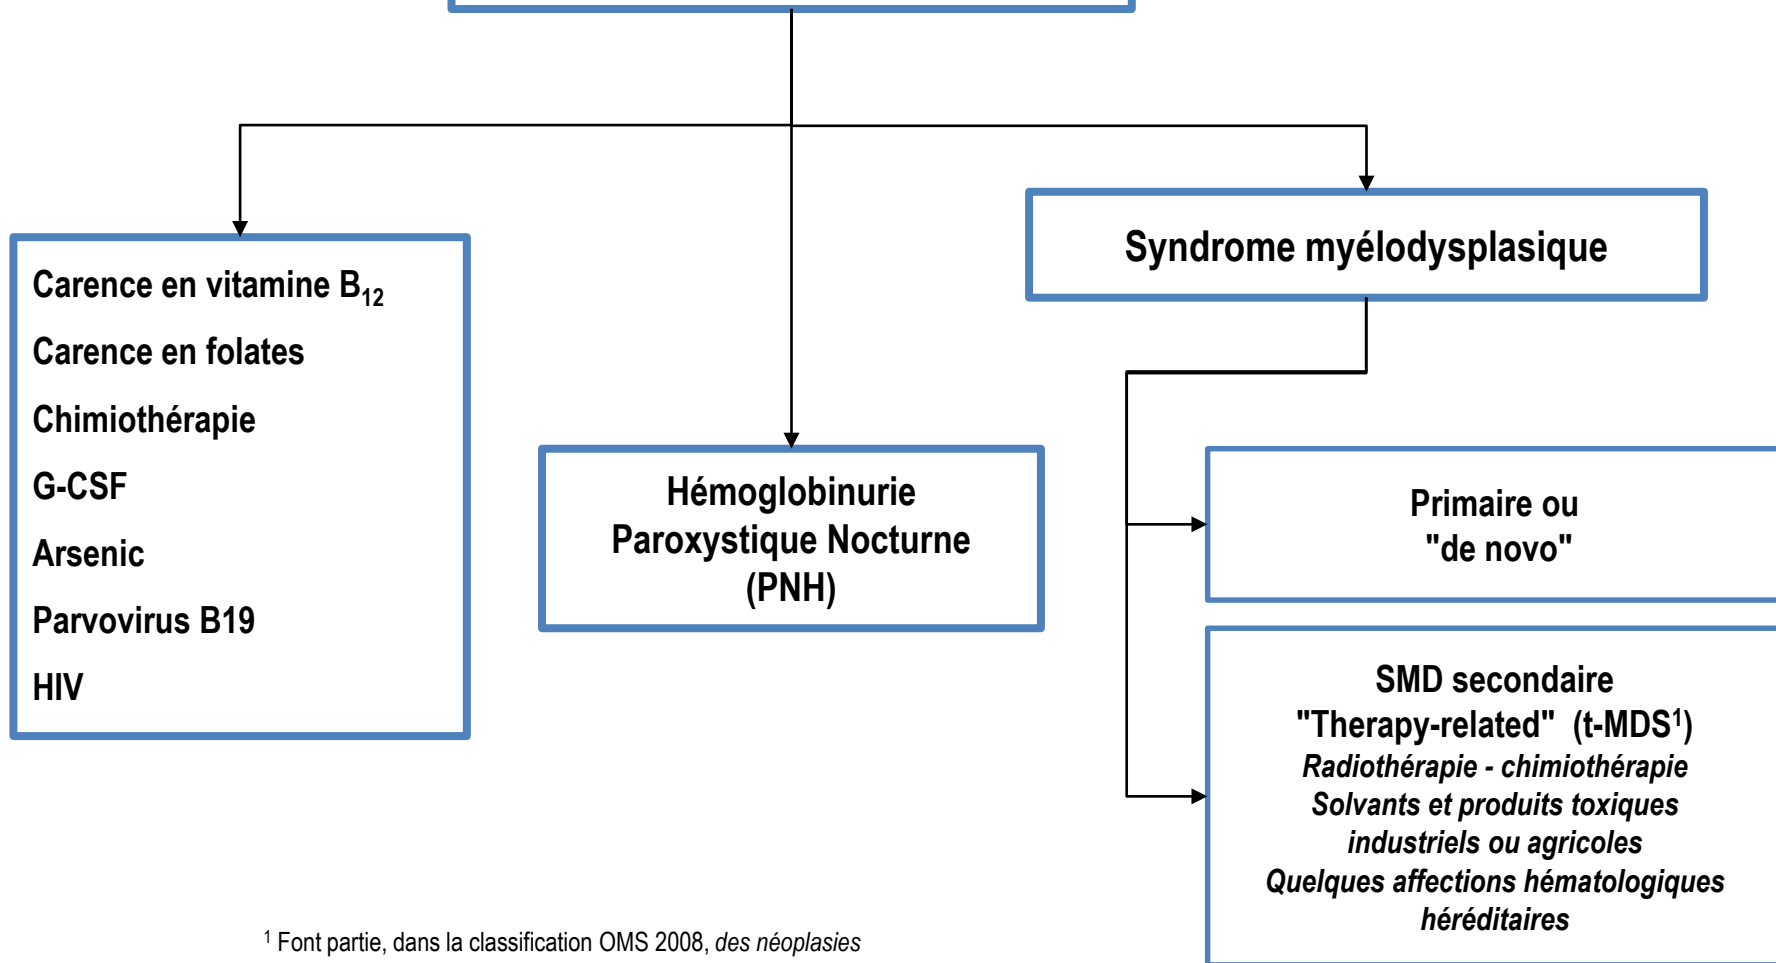 Carence en vitamine B12
Carence en folates
Chimiothérapie
G-CSF
Arsenic
Parvovirus B19
HIV
Hémoglobinurie
Paroxystique Nocturne
(PNH)
Syndrome myélodysplasique
Primaire ou
"de novo"
SMD secondaire
"Therapy-related" (t-MDS1)
Radiothérapie - chimiothérapie
Solvants et produits toxiques
industriels ou agricoles
Quelques affections hématologiques
héréditaires
1 Font partie, dans la classification OMS 2008, des néoplasies